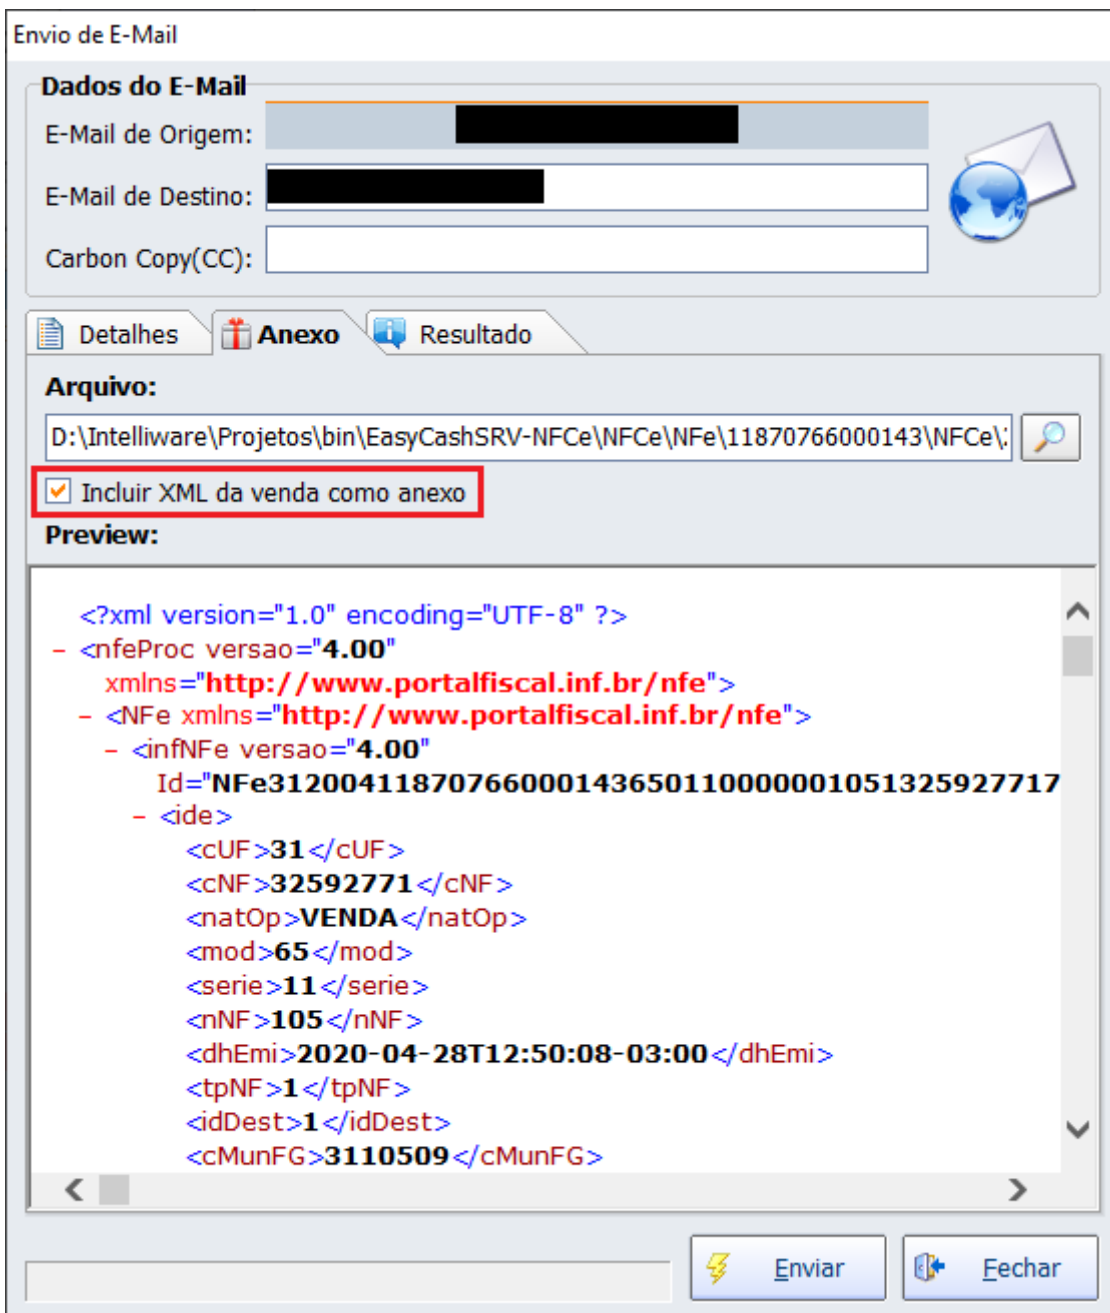 Envio de E-Mail
Dados do E-Mail
E-Mail de Origem:
E-Mail de Destino:
Carbon Copy(CC):
Detalhes Anexo Resultado
Arquivo:
D:\Intelliware\Projetos\bin\EasyCashSRV-NFCe\NFCe\NFe\11870766000143\NFCe\
Incluir XML da venda como anexo
Preview:
<?xml version="1.0" encoding="UTF-8" ?>
- <nfeProc versao="4.00"
xmlns="http://www.portalfiscal.inf.br/nfe">
- <NFe xmlns="http://www.portalfiscal.inf.br/nfe">
- <infNFe versao="4.00"
Id="NFe31200411870766000143650110000001051325927717
- <ide>
<cUF>31</cUF>
<cNF>32592771</cNF>
<natOp>VENDA</natOp>
<mod>65</mod>
<serie>11</serie>
<nNF>105</nNF>
<dhEmi>2020-04-28T12:50:08-03:00</dhEmi>
<tpNF>1</tpNF>
<idDest>1</idDest>
<cMunFG>3110509</cMunFG>
Enviar Fechar